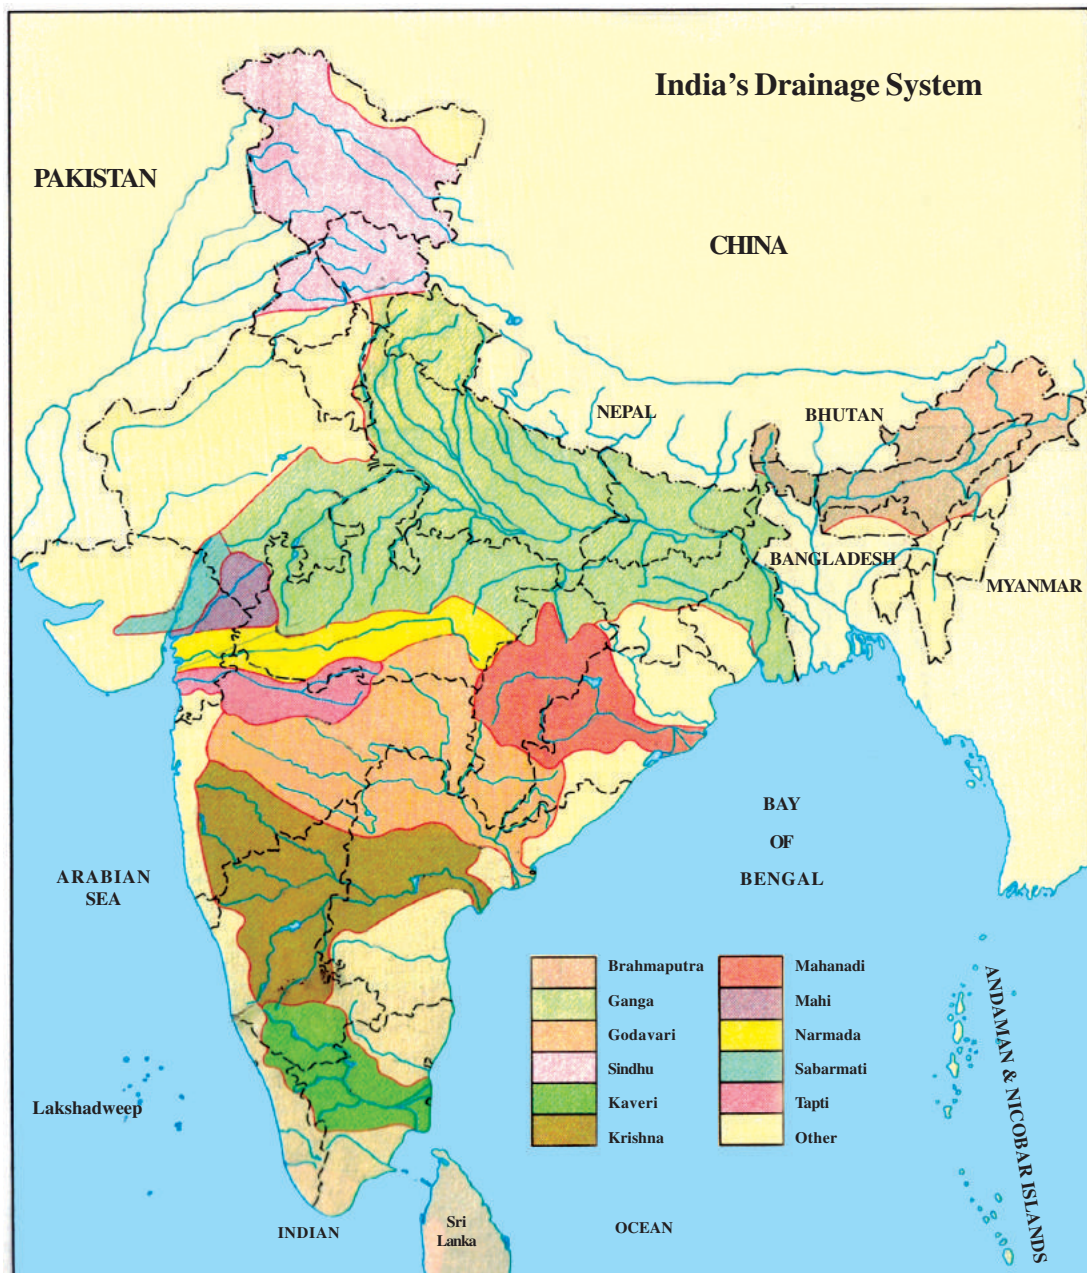 India's Drainage System
PAKISTAN
CHINA
NEPAL
BHUTAN
BANGLADESH
MYANMAR
ARABIAN
SEA
BAY
OF
BENGAL
Brahmaputra
Ganga
Godavari
Sindhu
Kaveri
Krishna
Mahanadi
Mahi
Narmada
Sabarmati
Tapti
Other
ANDAMAN & NICOBAR ISLANDS
Lakshadweep
INDIAN
Sri
Lanka
OCEAN